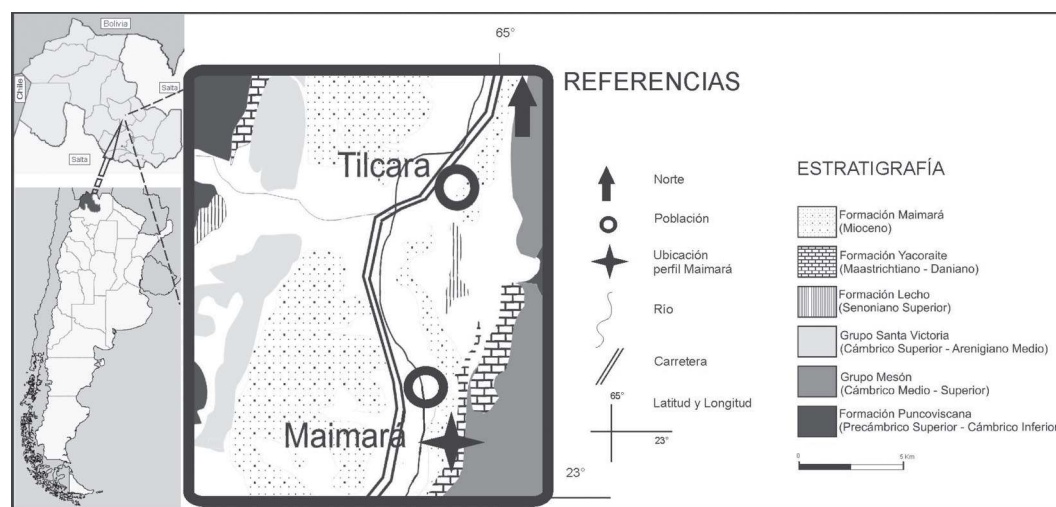 Bolivia
Chile
Salta
Salta
65°
Tilcara
Maimará
23°
REFERENCIAS
Norte
Población
Ubicación
perfil Maimará
Río
Carretera
Latitud y Longitud
65°
23°
ESTRATIGRAFÍA
Formación Maimará
(Mioceno)
Formación Yacoraite
(Maastrichtiano - Daniano)
Formación Lecho
(Senoniano Superior)
Grupo Santa Victoria
(Cámbrico Superior - Arenigiano Medio)
Grupo Mesón
(Cámbrico Medio - Superior)
Formación Puncoviscana
(Precámbrico Superior - Cámbrico Inferior
0
5 Km